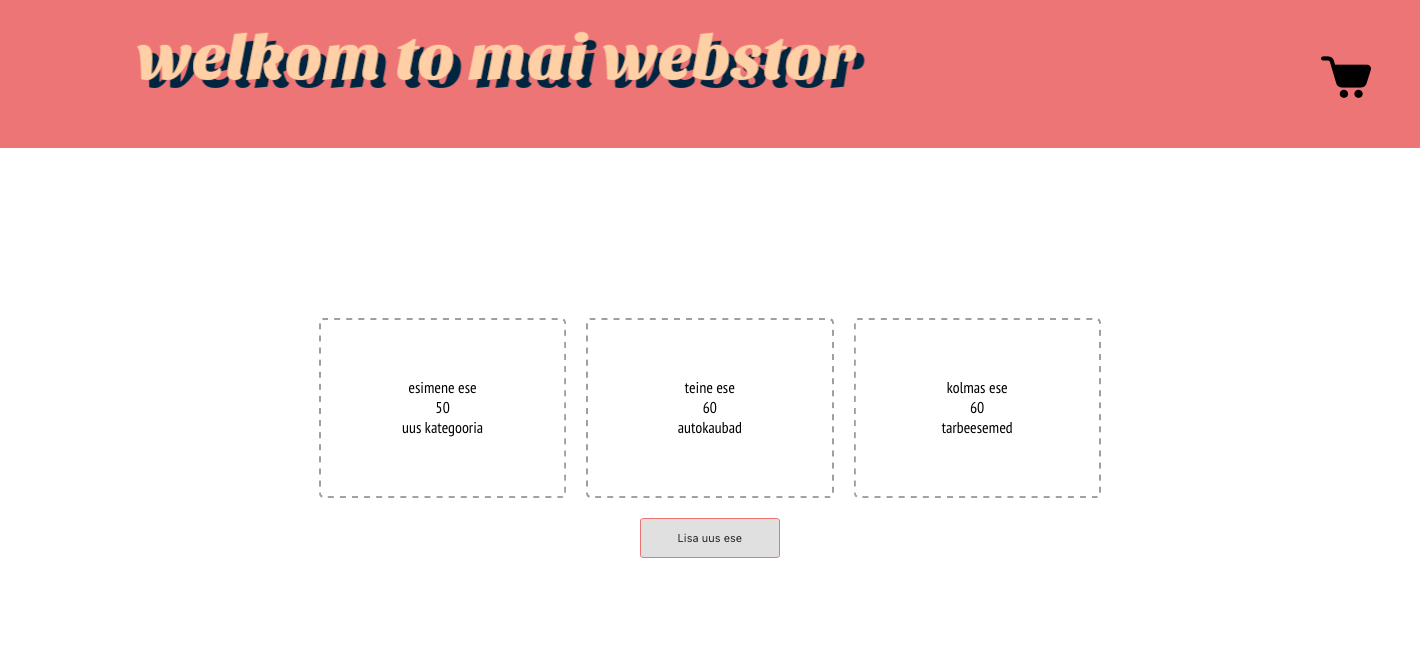 welkom to mai webstor
esimene ese
50
uus kategooria
teine ese
60
autokaubad
kolmas ese
60
tarbeesemed
Lisa uus ese